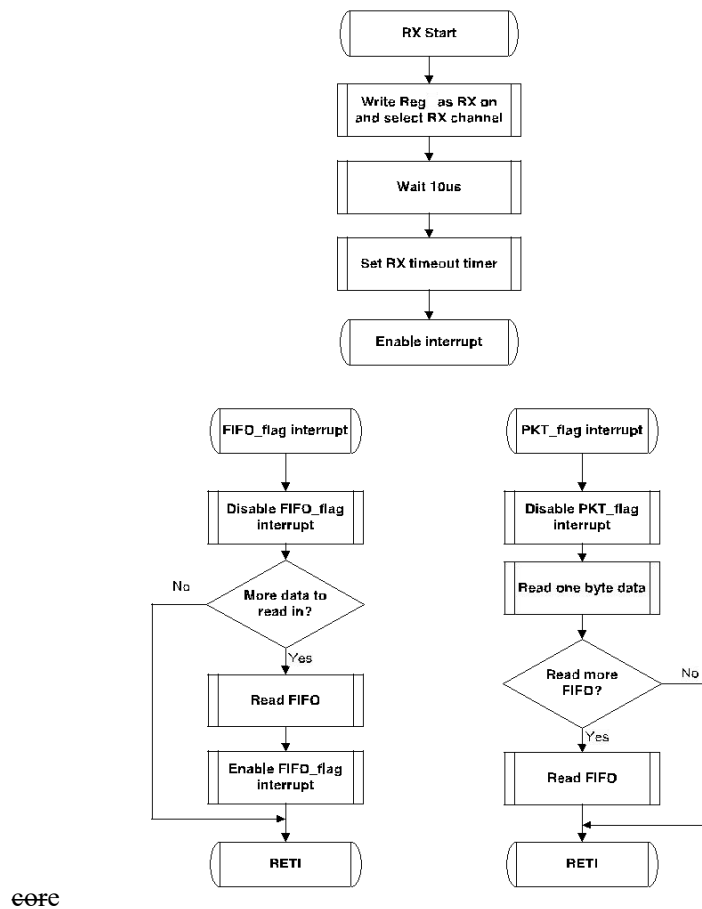 RX Start
Write Reg as RX on
and select RX channel
Wait 10us
Set RX timeout timer
Enable interrupt
FIFO_flag interrupt
Disable FIFO_flag
interrupt
No
More data to
read in?
Yes
Read FIFO
Enable FIFO_flag
interrupt
RETI
PKT_flag interrupt
Disable PKT_flag
interrupt
Read one byte data
Read more
FIFO?
No
Yes
Read FIFO
RETI
core